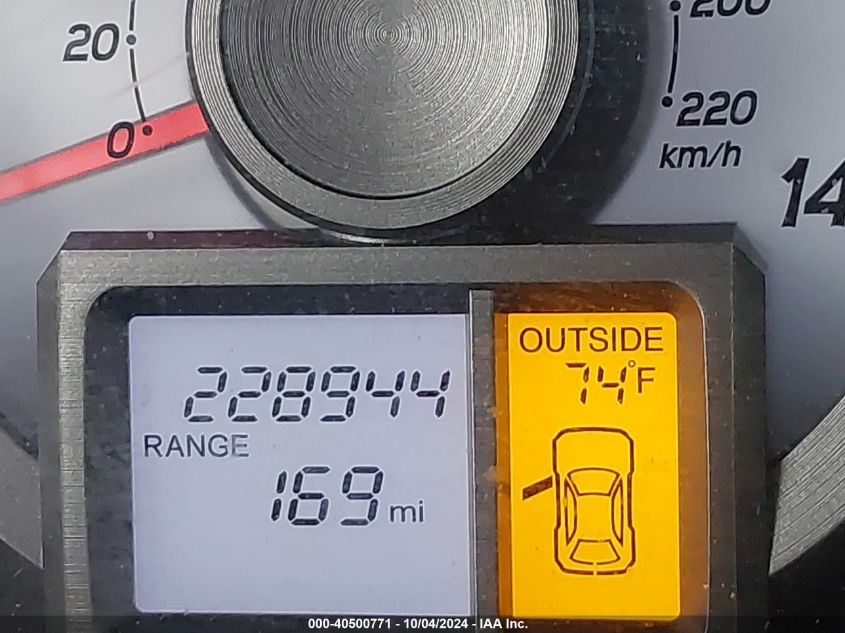 20
0
200
220
km/h
14
228944
RANGE
169 mi
OUTSIDE
74°F
000-40500771 - 10/04/2024 - IAA Inc.